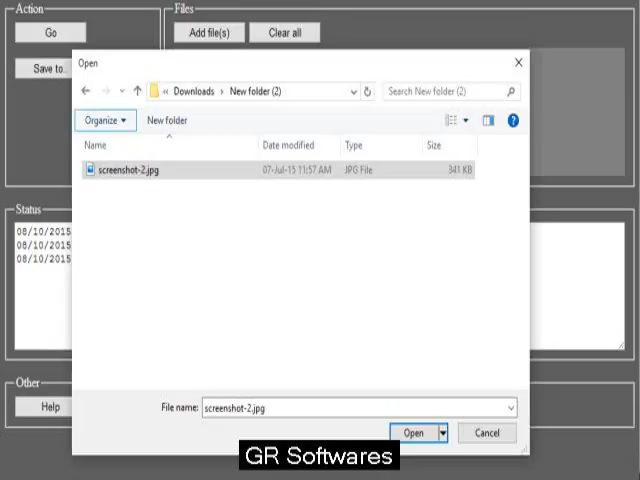 Action
Files
Go
Add file(s)
Clear all
Save to
Open
« Downloads › New folder (2)
Search New folder (2)
Organize
New folder
Name
Date modified
Type
Size
screenshot-2.jpg
07-Jul-15 11:57 AM
JPG File
341 KB
Status
08/10/2015
08/10/2015
08/10/2015
Other
Help
File name:
screenshot-2.jpg
Open
Cancel
GR Softwares